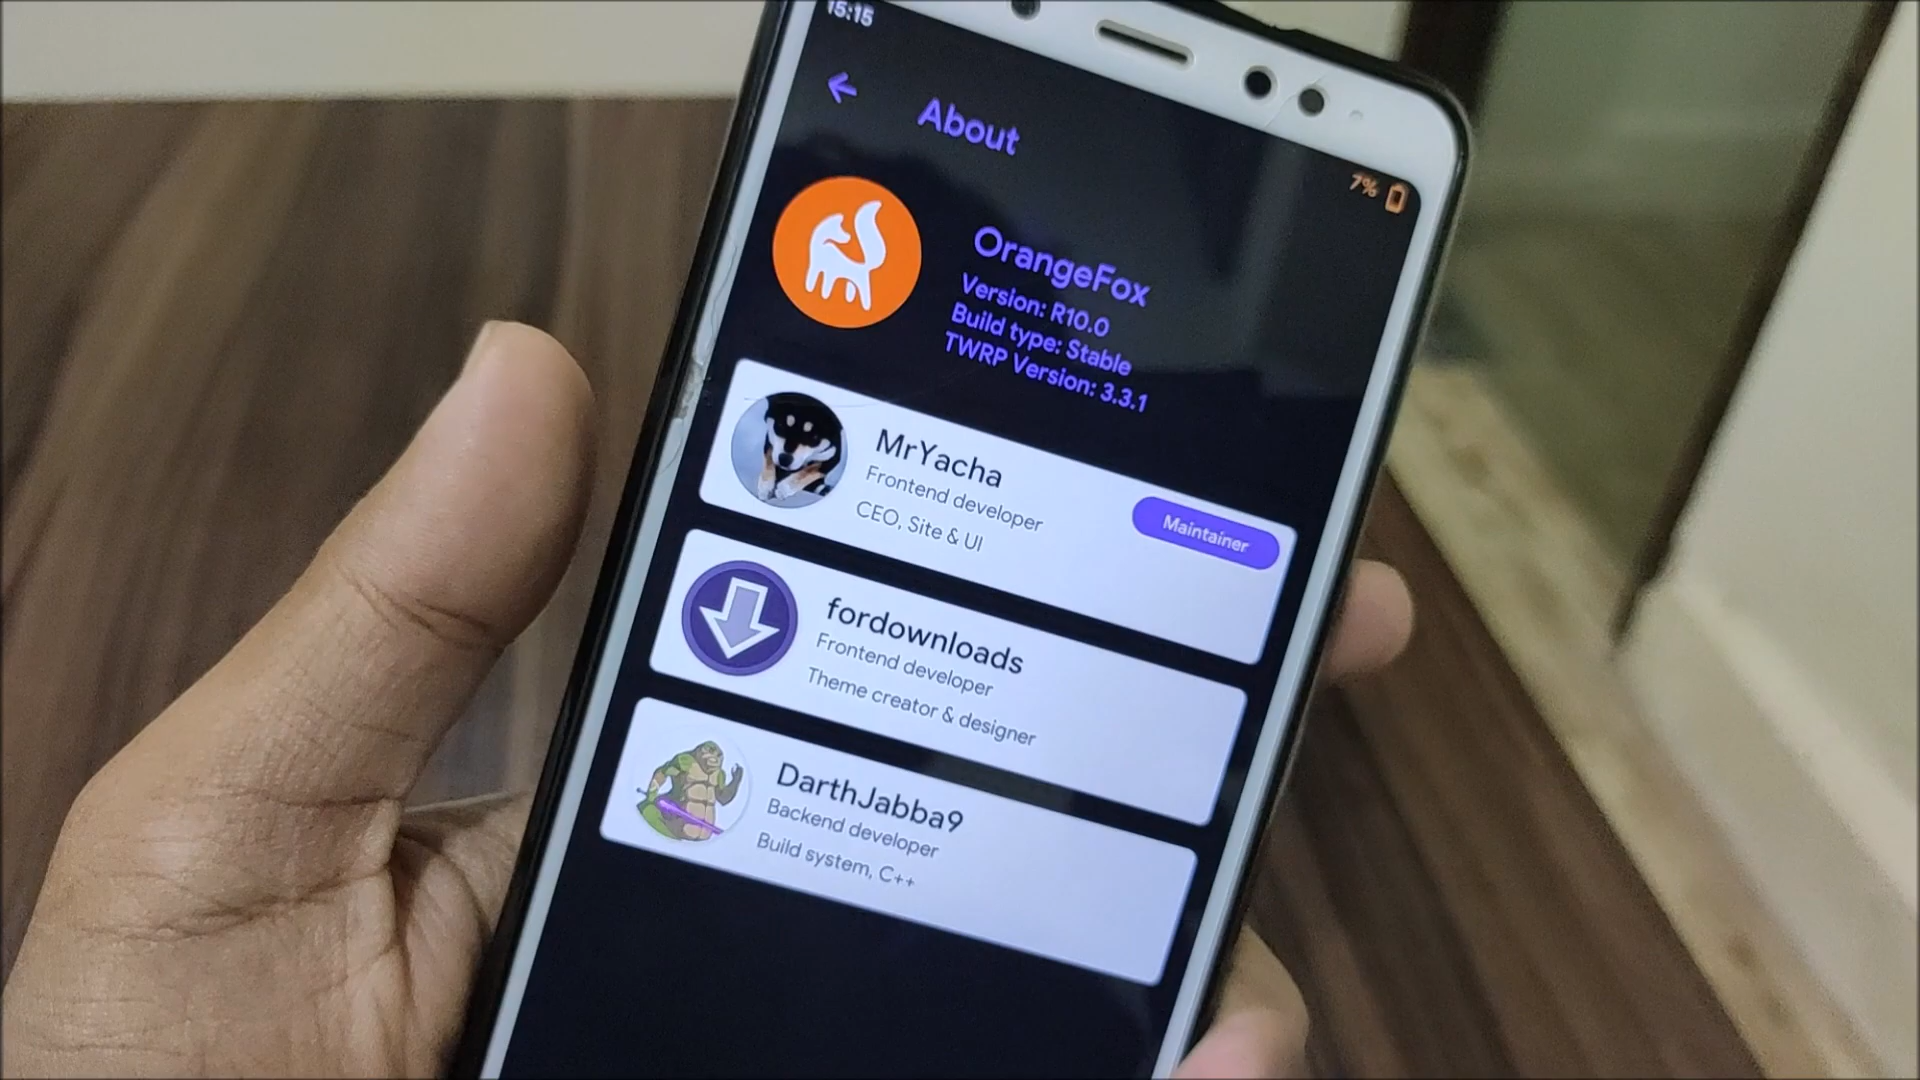 15:15
7%
About
OrangeFox
Version: R10.0
Build type: Stable
TWRP Version: 3.3.1
MrYacha
Frontend developer
CEO, Site & UI
Maintainer
fordownloads
Frontend developer
Theme creator & designer
DarthJabba9
Backend developer
Build system, C++